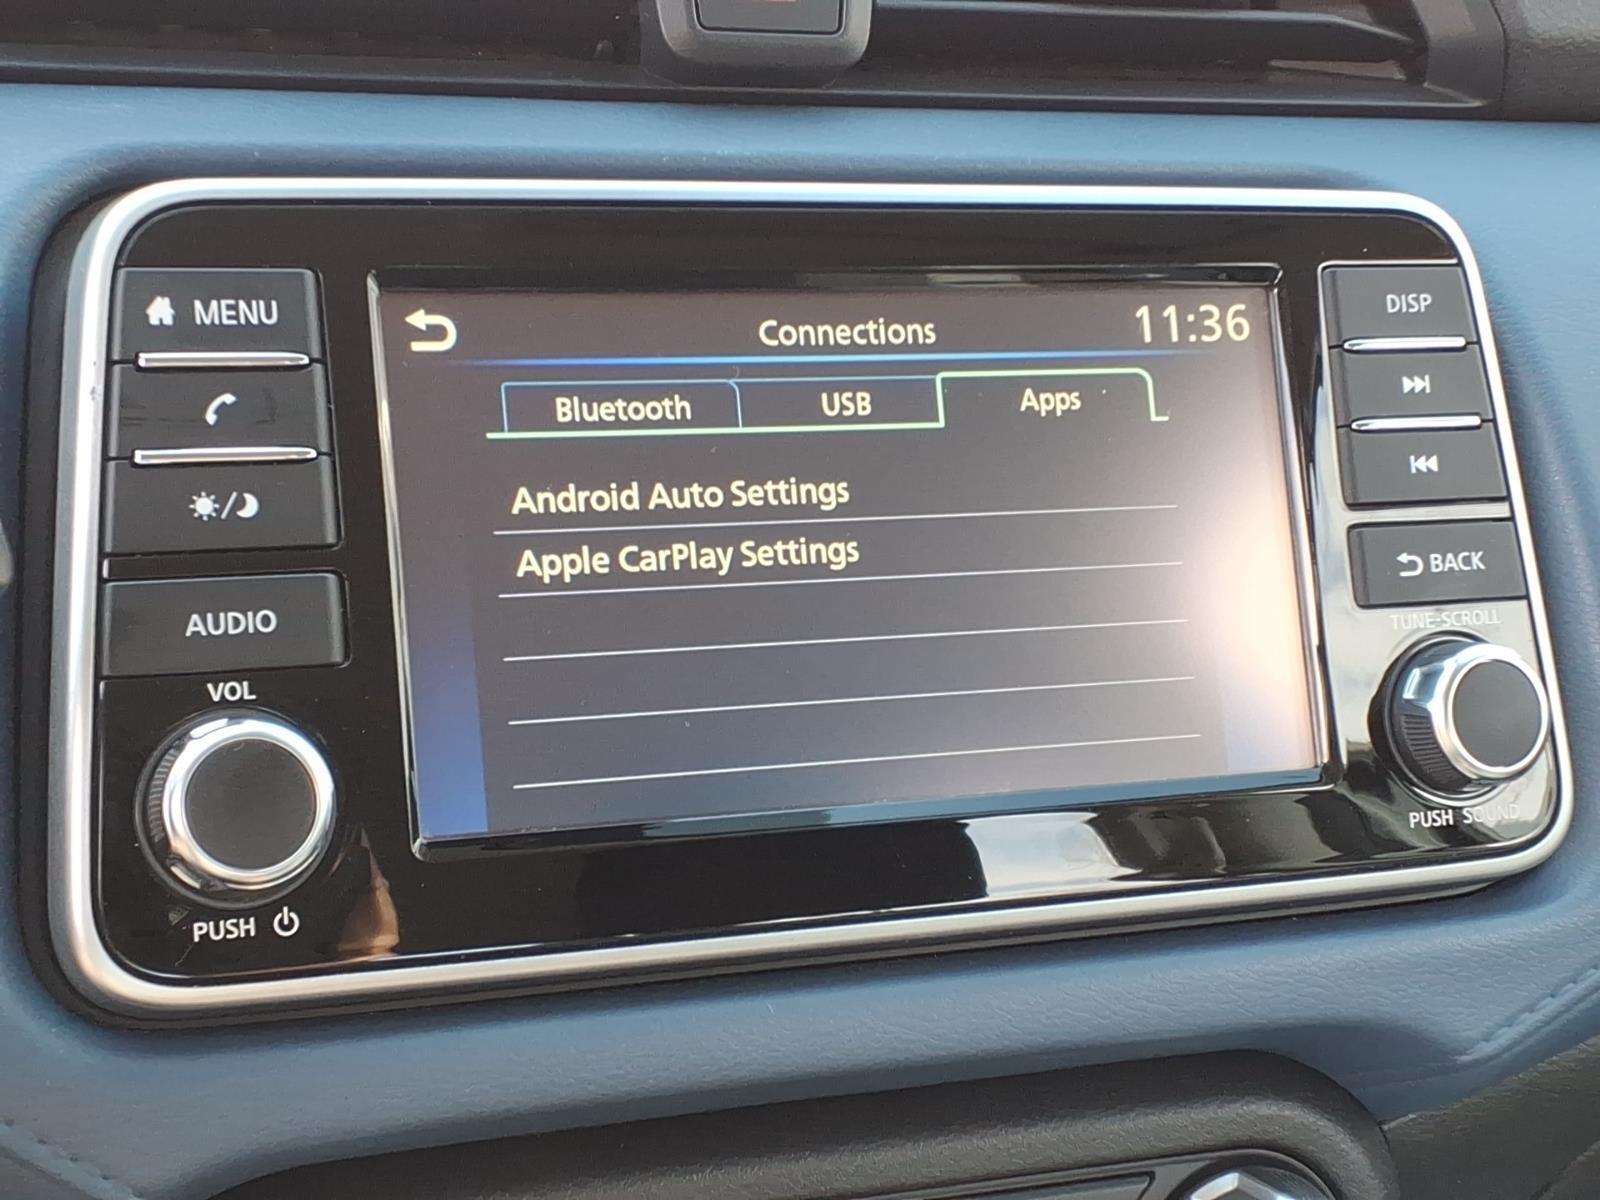 MENU
AUDIO
VOL
PUSH
Connections
11:36
Bluetooth
USB
Apps
Android Auto Settings
Apple CarPlay Settings
DISP
BACK
TUNE-SCROLL
PUSH SOUND